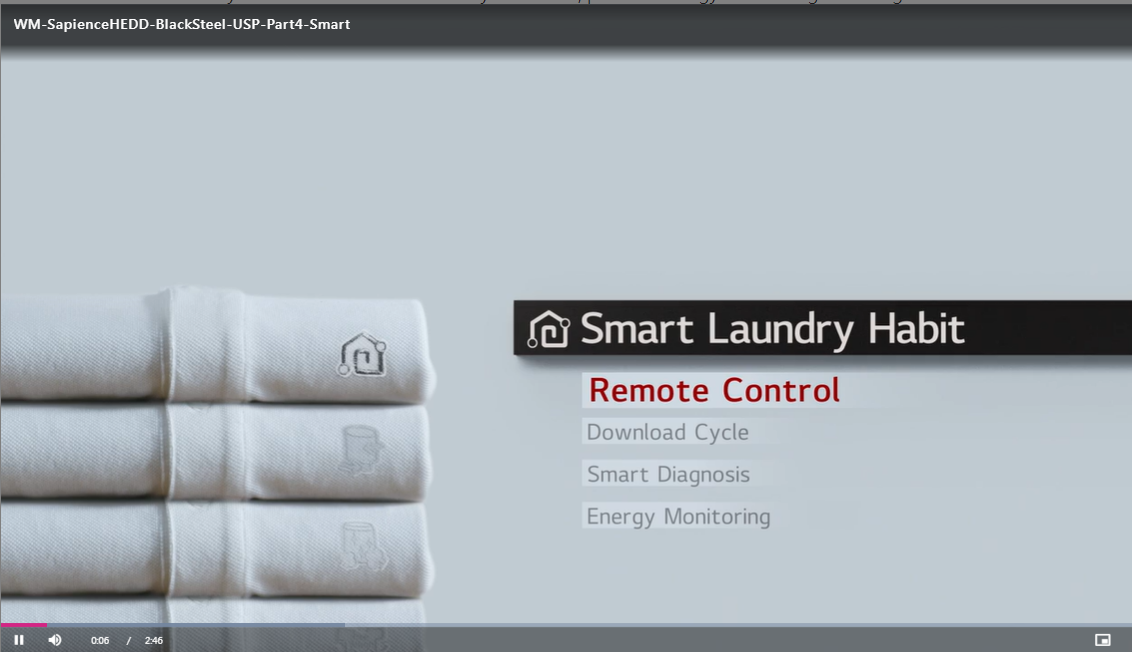 WM-SapienceHEDD-BlackSteel-USP-Part4-Smart
Smart Laundry Habit
Remote Control
Download Cycle
Smart Diagnosis
Energy Monitoring
0:06 / 2:46